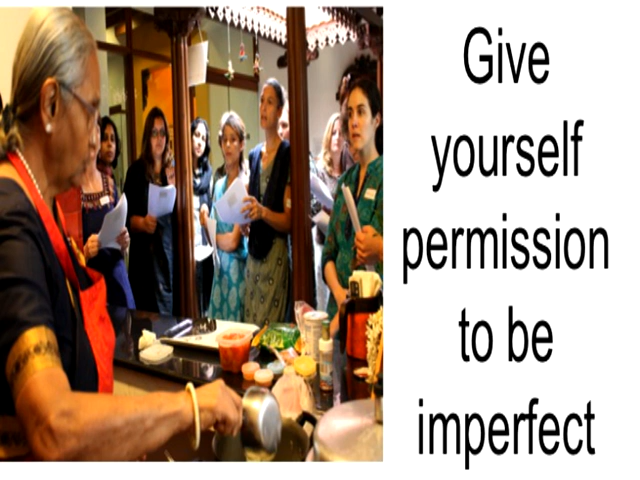 Give
yourself
permission
to be
imperfect